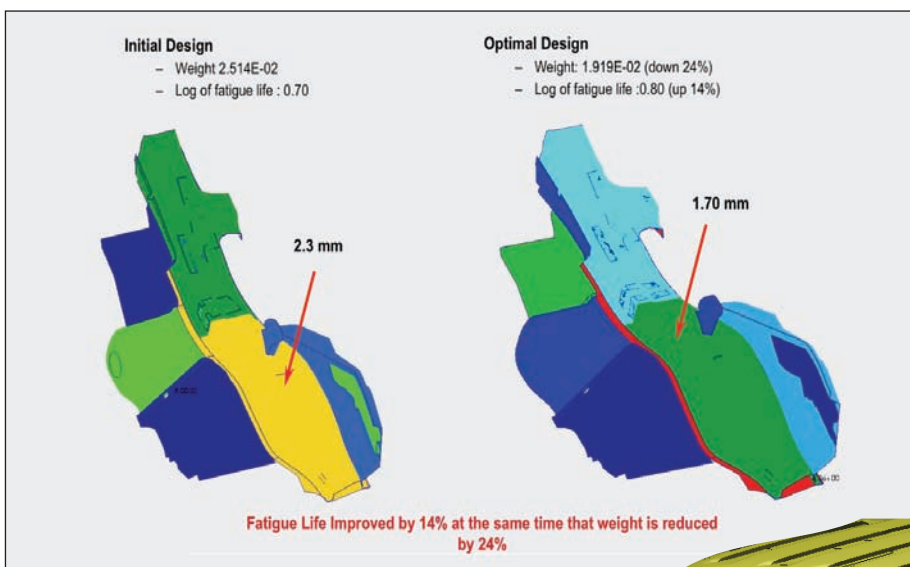 Initial Design
– Weight 2.514E-02
– Log of fatigue life : 0.70
Optimal Design
– Weight: 1.919E-02 (down 24%)
– Log of fatigue life :0.80 (up 14%)
2.3 mm
1.70 mm
Fatigue Life Improved by 14% at the same time that weight is reduced
by 24%